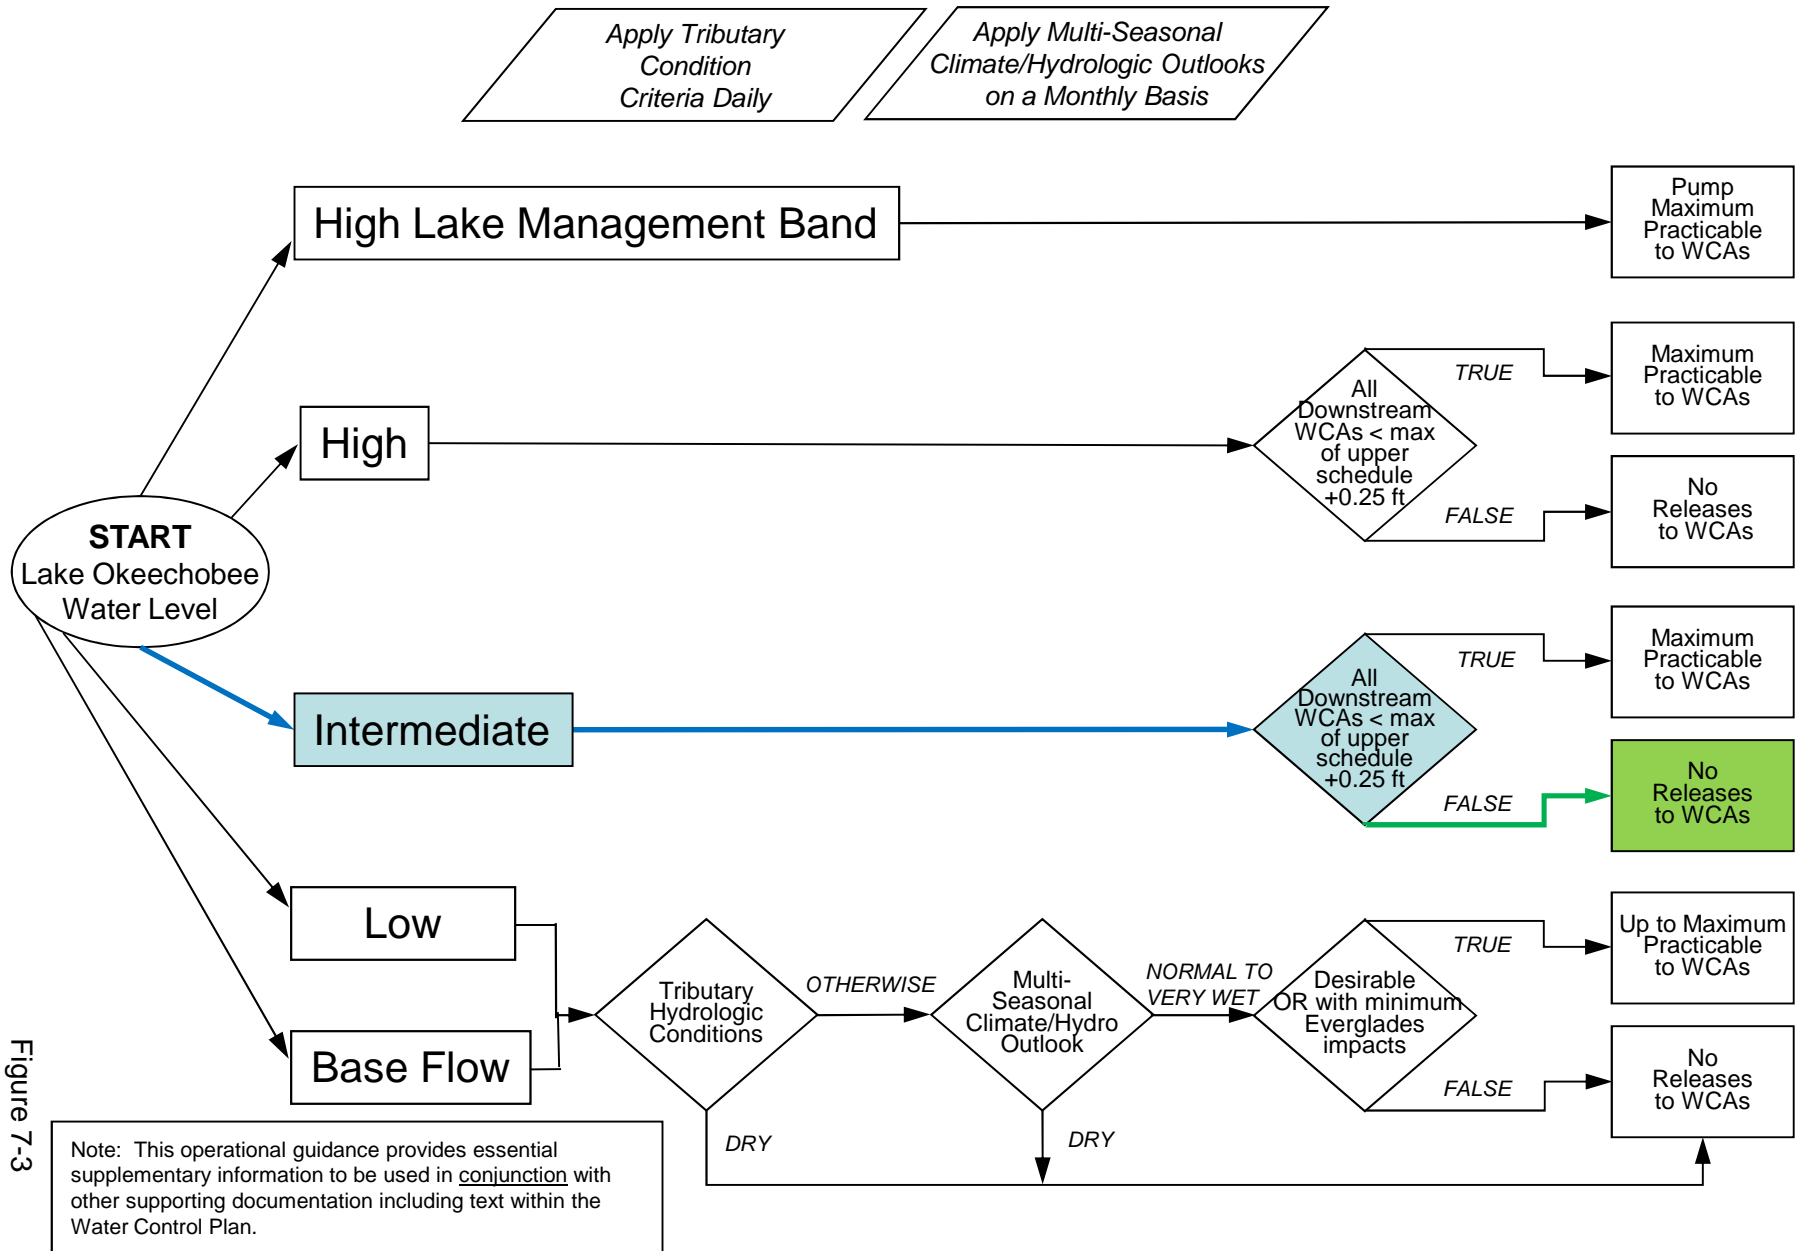 Apply Tributary
Condition
Criteria Daily
Apply Multi-Seasonal
Climate/Hydrologic Outlooks
on a Monthly Basis
High Lake Management Band
Pump
Maximum
Practicable
to WCAs
High
All
Downstream
WCAs < max
of upper
schedule
+0.25 ft
TRUE
Maximum
Practicable
to WCAs
FALSE
No
Releases
to WCAs
START
Lake Okeechobee
Water Level
Intermediate
All
Downstream
WCAs < max
of upper
schedule
+0.25 ft
TRUE
Maximum
Practicable
to WCAs
FALSE
No
Releases
to WCAs
Low
Base Flow
Tributary
Hydrologic
Conditions
OTHERWISE
DRY
Multi-
Seasonal
Climate/Hydro
Outlook
NORMAL TO
VERY WET
DRY
Desirable
OR with minimum
Everglades
impacts
TRUE
Up to Maximum
Practicable
to WCAs
FALSE
No
Releases
to WCAs
Figure 7-3
Note: This operational guidance provides essential
supplementary information to be used in conjunction with
other supporting documentation including text within the
Water Control Plan.